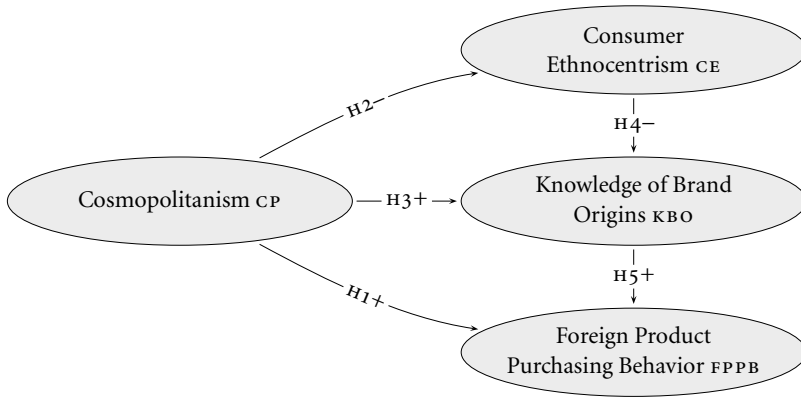 Consumer
Ethnocentrism CE
H2−
H4−
Cosmopolitanism CP
H3+
Knowledge of Brand
Origins KBO
H1+
H5+
Foreign Product
Purchasing Behavior FPPB